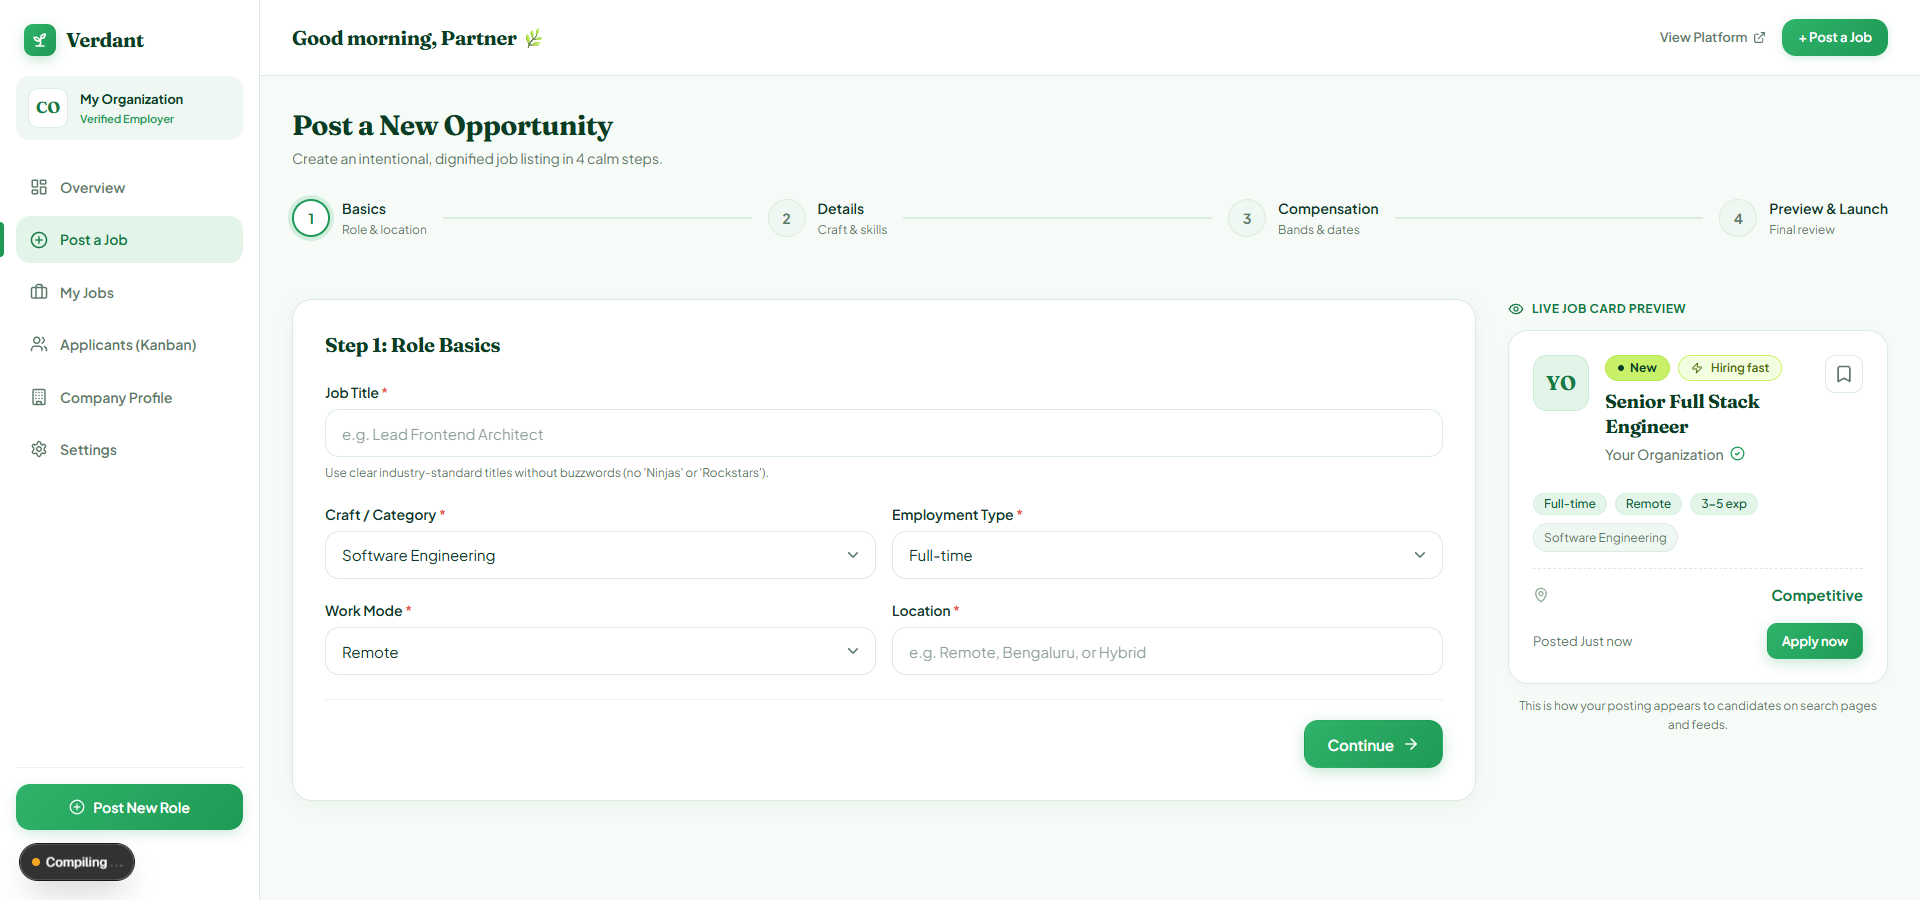 Verdant
CO
My Organization
Verified Employer
Overview
Post a Job
My Jobs
Applicants (Kanban)
Company Profile
Settings
Post New Role
Compiling ...
Good morning, Partner 🌿
View Platform
+ Post a Job
Post a New Opportunity
Create an intentional, dignified job listing in 4 calm steps.
1
Basics
Role & location
2
Details
Craft & skills
3
Compensation
Bands & dates
4
Preview & Launch
Final review
Step 1: Role Basics
Job Title *
e.g. Lead Frontend Architect
Use clear industry-standard titles without buzzwords (no 'Ninjas' or 'Rockstars').
Craft / Category *
Software Engineering
Employment Type *
Full-time
Work Mode *
Remote
Location *
e.g. Remote, Bengaluru, or Hybrid
Continue
LIVE JOB CARD PREVIEW
YO
New
Hiring fast
Senior Full Stack
Engineer
Your Organization
Full-time
Remote
3–5 exp
Software Engineering
Competitive
Posted Just now
Apply now
This is how your posting appears to candidates on search pages
and feeds.